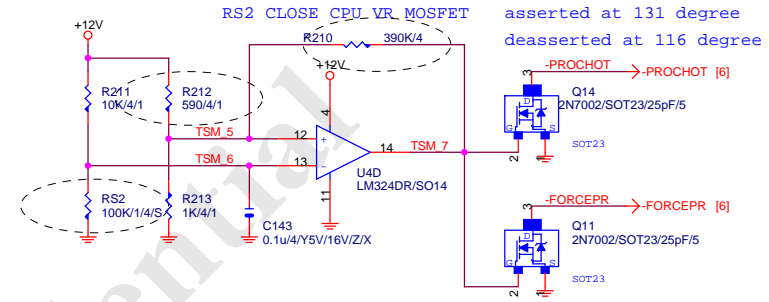 RS2 CLOSE CPU VR MOSFET
asserted at 131 degree
deasserted at 116 degree
+12V
R210
390K/4
+12V
-PROCHOT
-PROCHOT [6]
R211
10K/4/1
R212
590/4/1
3
D
G
S
Q14
2N7002/SOT23/25pF/5
2
1
SOT23
TSM_5
12
4
+
TSM_6
13
-
11
14
TSM_7
U4D
LM324DR/SO14
RS2
100K/1/4/S
R213
1K/4/1
C143
0.1u/4/Y5V/16V/Z/X
-FORCEPR
-FORCEPR [6]
3
D
G
S
Q11
2N7002/SOT23/25pF/5
2
1
SOT23
ential